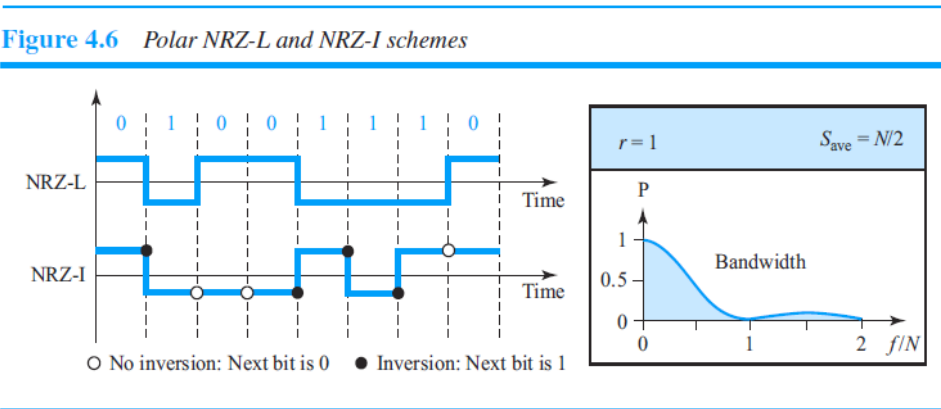 Figure 4.6 Polar NRZ-L and NRZ-I schemes
0 1 0 0 1 1 1 0
NRZ-L
Time
NRZ-I
Time
No inversion: Next bit is 0 Inversion: Next bit is 1
r = 1 Save = N/2
P
1
Bandwidth
0.5
0
0 1 2 f/N